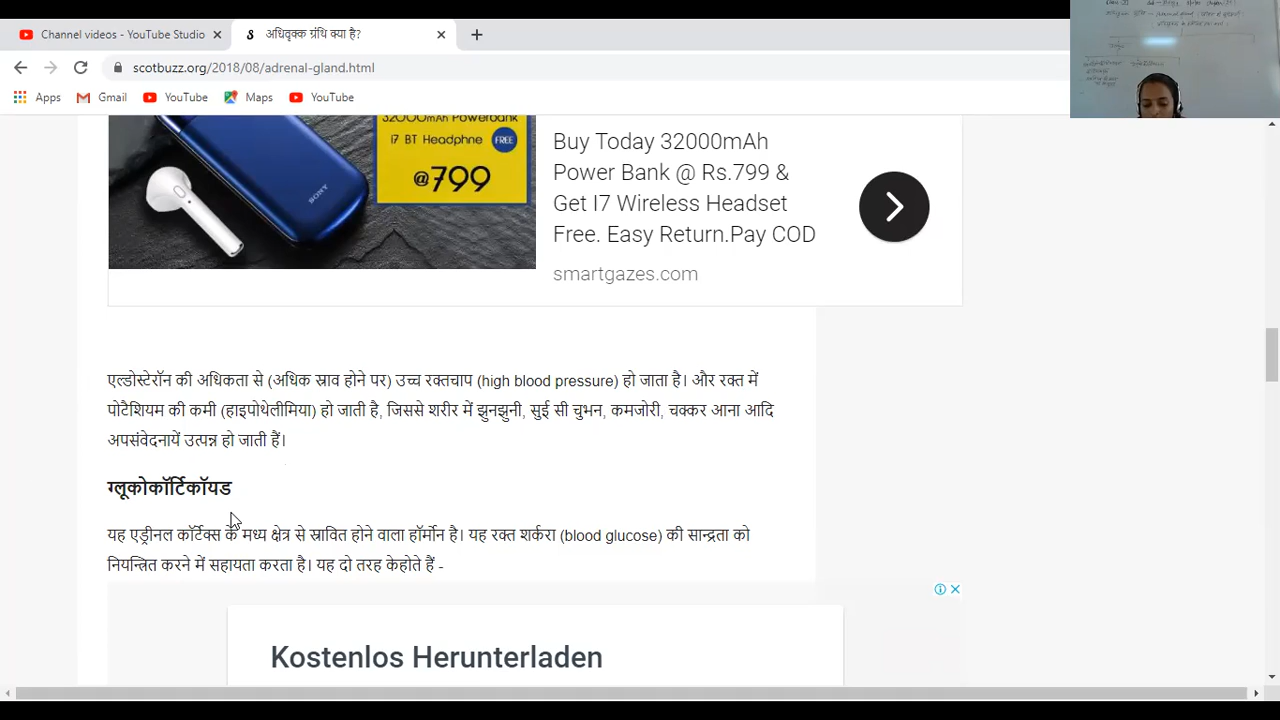 Channel videos - YouTube Studio
अधिवृक्क ग्रंथि क्या है?
scotbuzz.org/2018/08/adrenal-gland.html
Apps Gmail YouTube Maps YouTube
32000mAh Powerbank
i7 BT Headphne FREE
@799
SONY
Buy Today 32000mAh
Power Bank @ Rs.799 &
Get I7 Wireless Headset
Free. Easy Return.Pay COD
smartgazes.com
एल्डोस्टेरॉन की अधिकता से (अधिक स्राव होने पर) उच्च रक्तचाप (high blood pressure) हो जाता है। और रक्त में
पोटैशियम की कमी (हाइपोथेलीमिया) हो जाती है, जिससे शरीर में झुनझुनी, सुई सी चुभन, कमजोरी, चक्कर आना आदि
अपसंवेदनायें उत्पन्न हो जाती हैं।
ग्लूकोकॉर्टिकॉयड
यह एड्रीनल कॉर्टेक्स के मध्य क्षेत्र से स्रावित होने वाला हॉर्मोन है। यह रक्त शर्करा (blood glucose) की सान्द्रता को
नियन्त्रित करने में सहायता करता है। यह दो तरह केहोते हैं -
Kostenlos Herunterladen